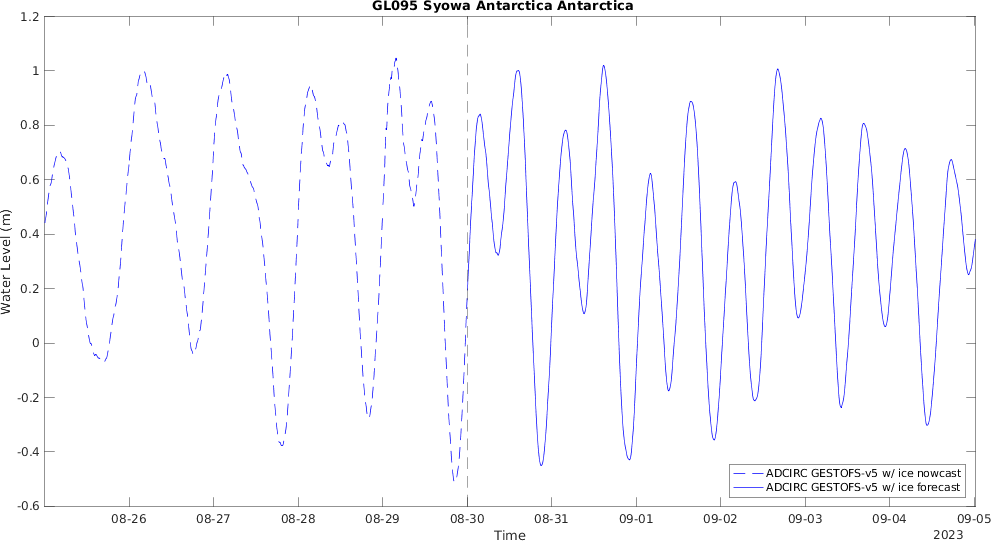 GL095 Syowa Antarctica Antarctica
1.2
1
0.8
0.6
0.4
0.2
0
-0.2
-0.4
-0.6
Water Level (m)
ADCIRC GESTOFS-v5 w/ ice nowcast
ADCIRC GESTOFS-v5 w/ ice forecast
08-26 08-27 08-28 08-29 08-30 08-31 09-01 09-02 09-03 09-04 09-05
Time
2023